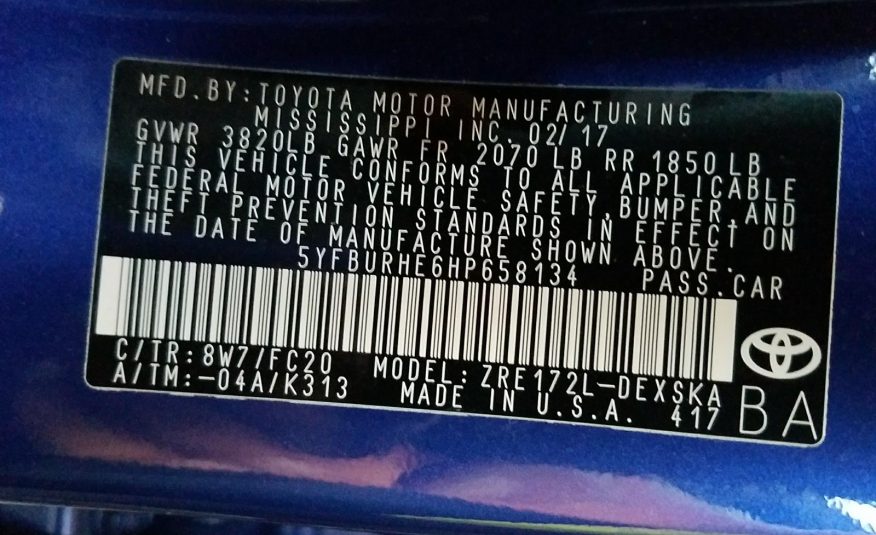 MFD.BY:TOYOTA MOTOR MANUFACTURING
MISSISSIPPI INC. 02/17
GVWR 3820LB GAWR FR 2070 LB RR 1850LB
THIS VEHICLE CONFORMS TO ALL APPLICABLE
FEDERAL MOTOR VEHICLE SAFETY,BUMPER,AND
THEFT PREVENTION STANDARDS IN EFFECT ON
THE DATE OF MANUFACTURE SHOWN ABOVE.
5YFBURHE6HP658134 PASS.CAR
C/TR:8W7/FC20 MODEL:ZRE172L-DEXSKA
A/TM:-04A/K313 MADE IN U.S.A. 417
BA